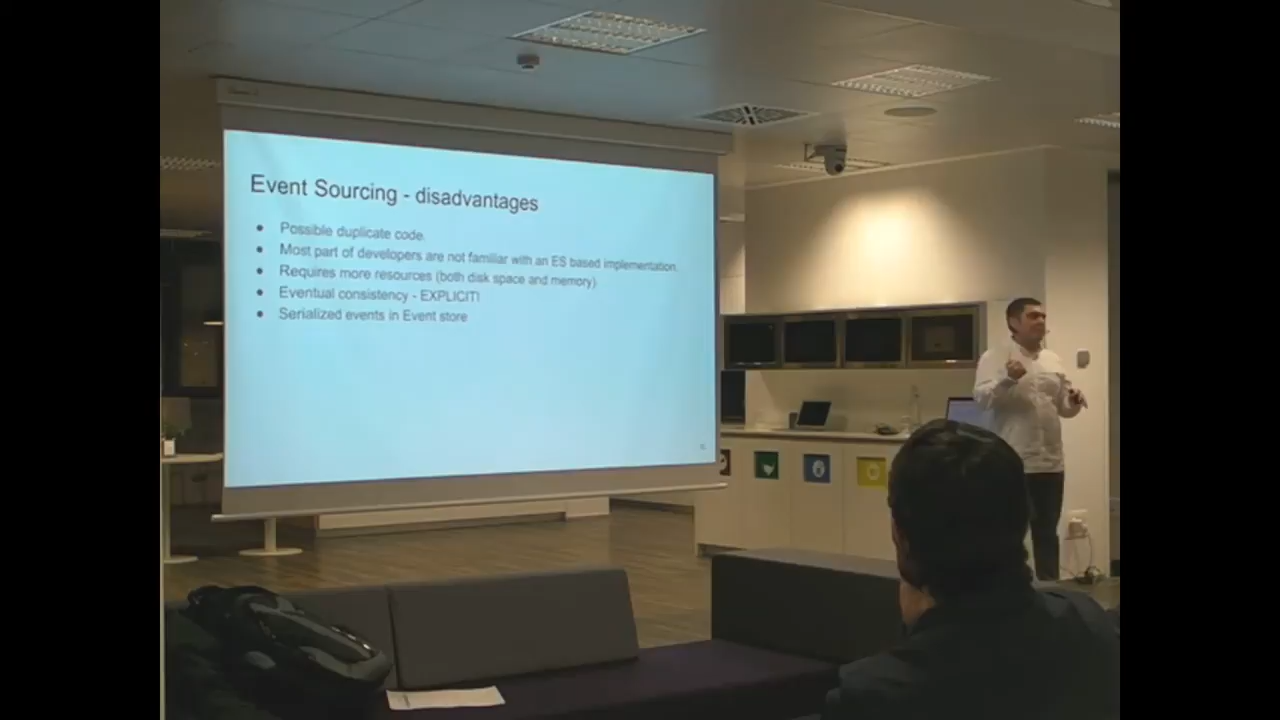 Event Sourcing - disadvantages
● Possible duplicate code.
● Most part of developers are not familiar with an ES based implementation.
● Requires more resources (both disk space and memory)
● Eventual consistency - EXPLICIT!
● Serialized events in Event store